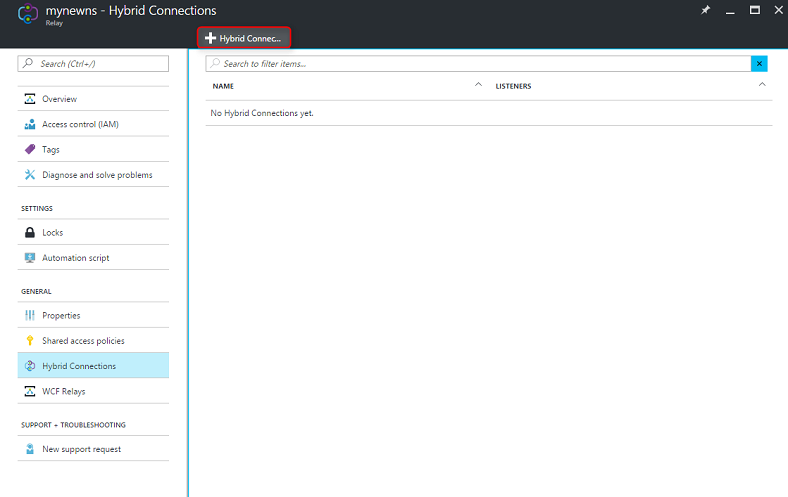 mynewns - Hybrid Connections
Relay
Hybrid Connec...
Search (Ctrl+/)
Search to filter items...
NAME
LISTENERS
No Hybrid Connections yet.
Overview
Access control (IAM)
Tags
Diagnose and solve problems
SETTINGS
Locks
Automation script
GENERAL
Properties
Shared access policies
Hybrid Connections
WCF Relays
SUPPORT + TROUBLESHOOTING
New support request